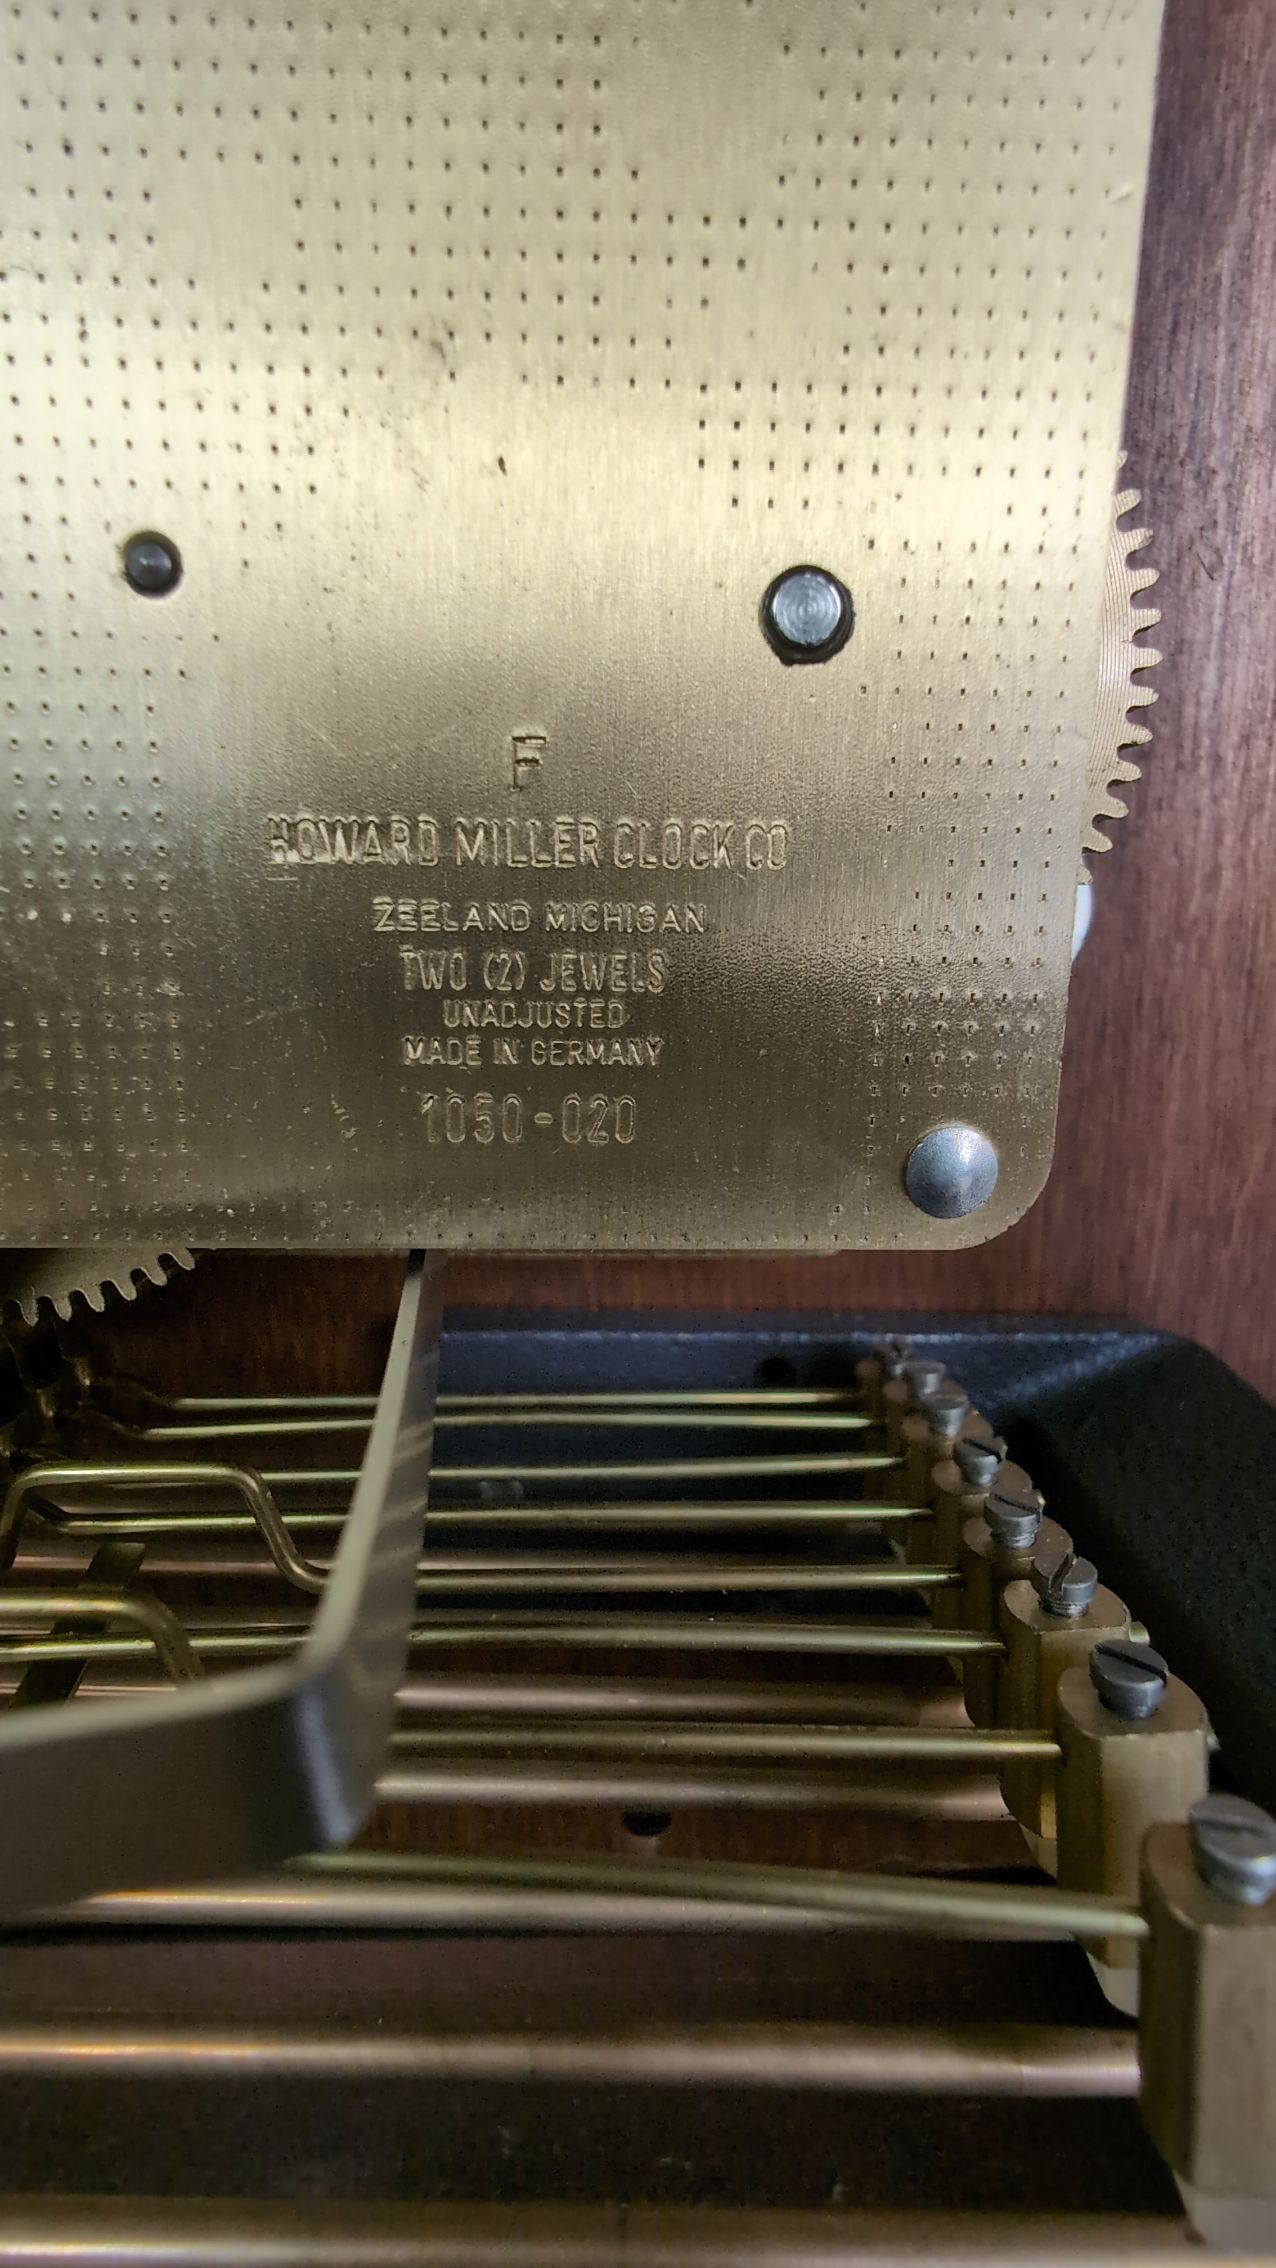 F
HOWARD MILLER CLOCK CO
ZEELAND MICHIGAN
TWO (2) JEWELS
UNADJUSTED
MADE IN GERMANY
1050-020